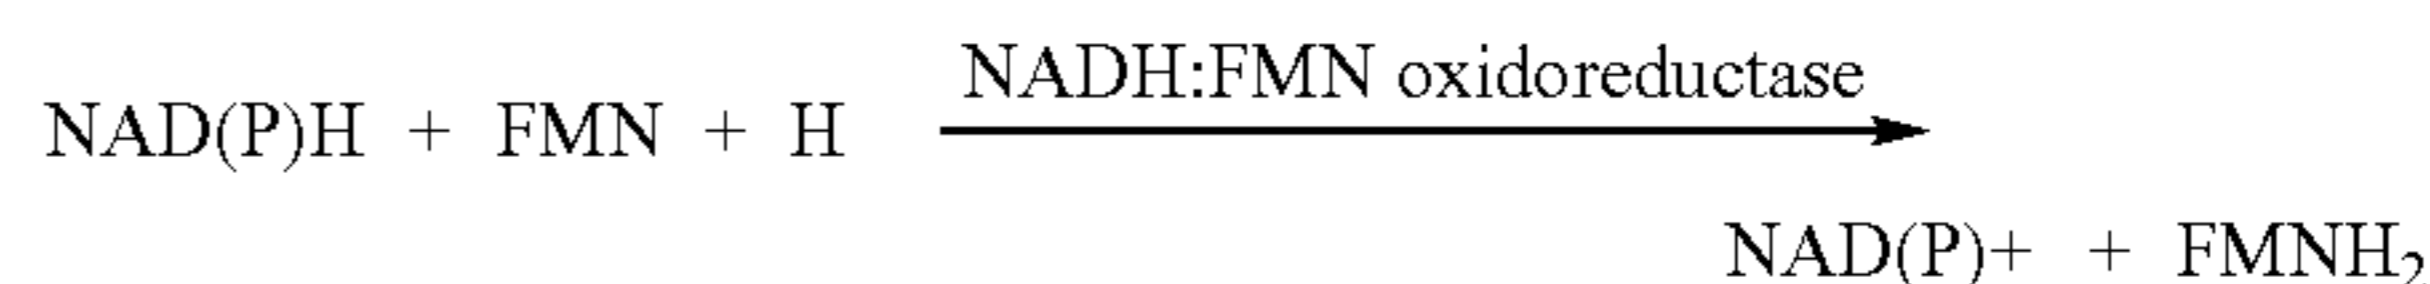 NADH:FMN oxidoreductase
NAD(P)H + FMN + H
NAD(P)+ + FMNH₂